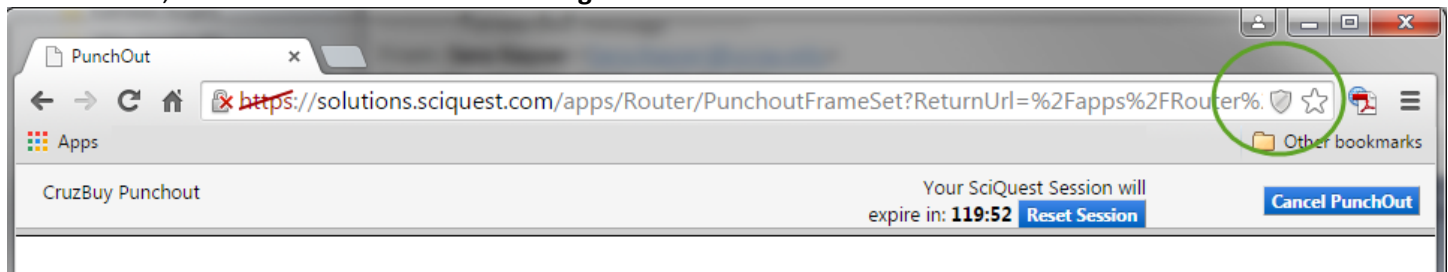 PunchOut
https://solutions.sciquest.com/apps/Router/PunchoutFrameSet?ReturnUrl=%2Fapps%2FRouter%
Apps
Other bookmarks
CruzBuy Punchout
Your SciQuest Session will
expire in: 119:52 Reset Session
Cancel PunchOut